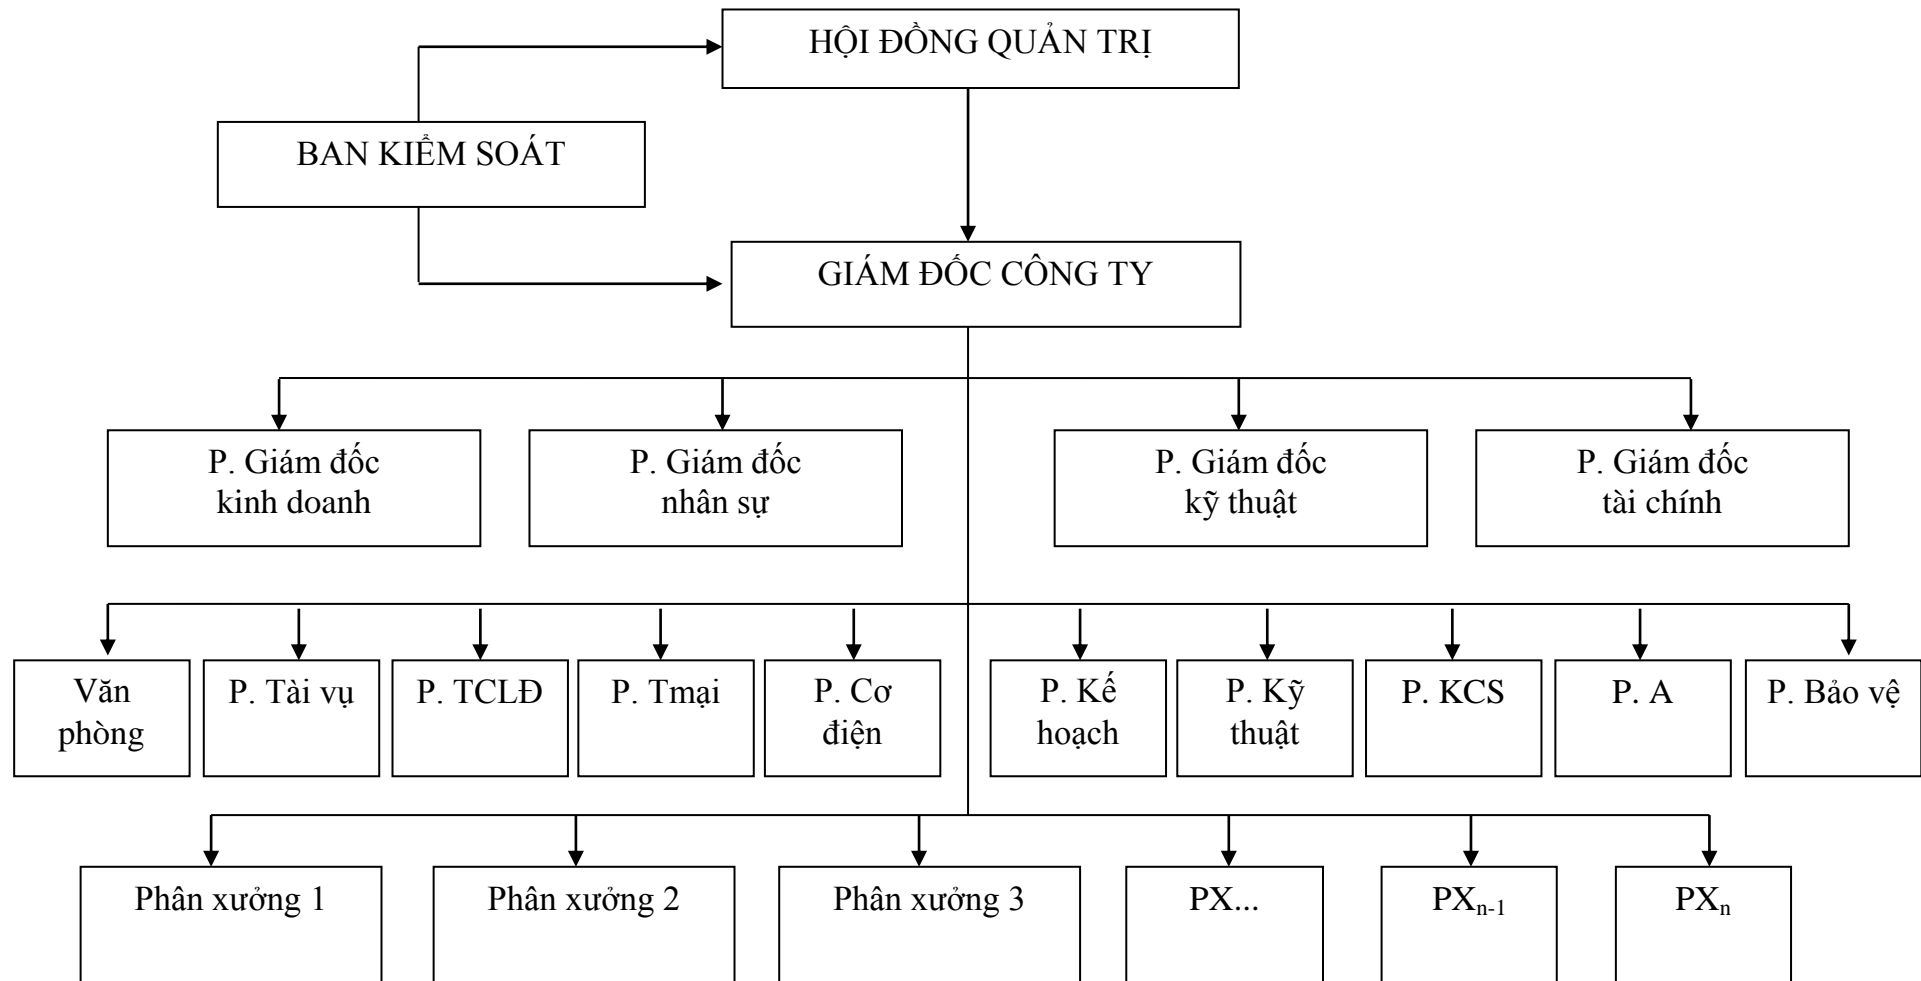 HỘI ĐỒNG QUẢN TRỊ
BAN KIỂM SOÁT
GIÁM ĐỐC CÔNG TY
P. Giám đốc
kinh doanh
P. Giám đốc
nhân sự
P. Giám đốc
kỹ thuật
P. Giám đốc
tài chính
Văn
phòng
P. Tài vụ
P. TCLĐ
P. Tmại
P. Cơ
điện
P. Kế
hoạch
P. Kỹ
thuật
P. KCS
P. A
P. Bảo vệ
Phân xưởng 1
Phân xưởng 2
Phân xưởng 3
PX...
PXn-1
PXn